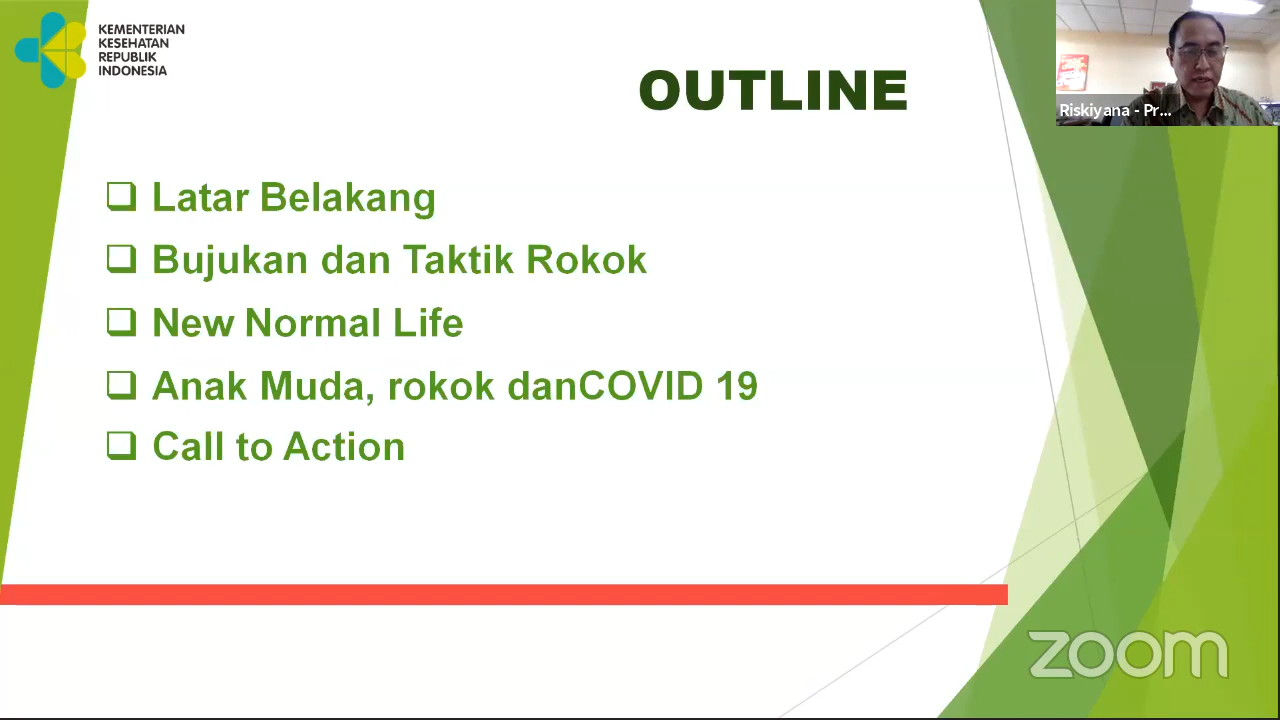 KEMENTERIAN
KESEHATAN
REPUBLIK
INDONESIA
OUTLINE
Riskiyana - Pr...
❑ Latar Belakang
❑ Bujukan dan Taktik Rokok
❑ New Normal Life
❑ Anak Muda, rokok danCOVID 19
❑ Call to Action
zoom